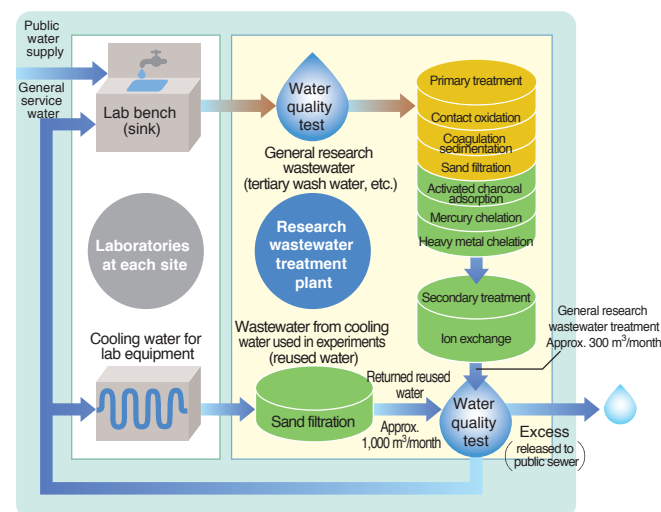 Public
water
supply
General
service
water
Lab bench
(sink)
Water
quality
test
General research
wastewater
(tertiary wash water, etc.)
Primary treatment
Contact oxidation
Coagulation
sedimentation
Sand filtration
Activated charcoal
adsorption
Mercury chelation
Heavy metal chelation
Laboratories
at each site
Research
wastewater
treatment
plant
Secondary treatment
Ion exchange
General research
wastewater treatment
Approx. 300 m³/month
Cooling water for
lab equipment
Wastewater from cooling
water used in experiments
(reused water)
Sand filtration
Returned reused
water
Approx.
1,000 m³/month
Water
quality
test
Excess
(released to
public sewer)